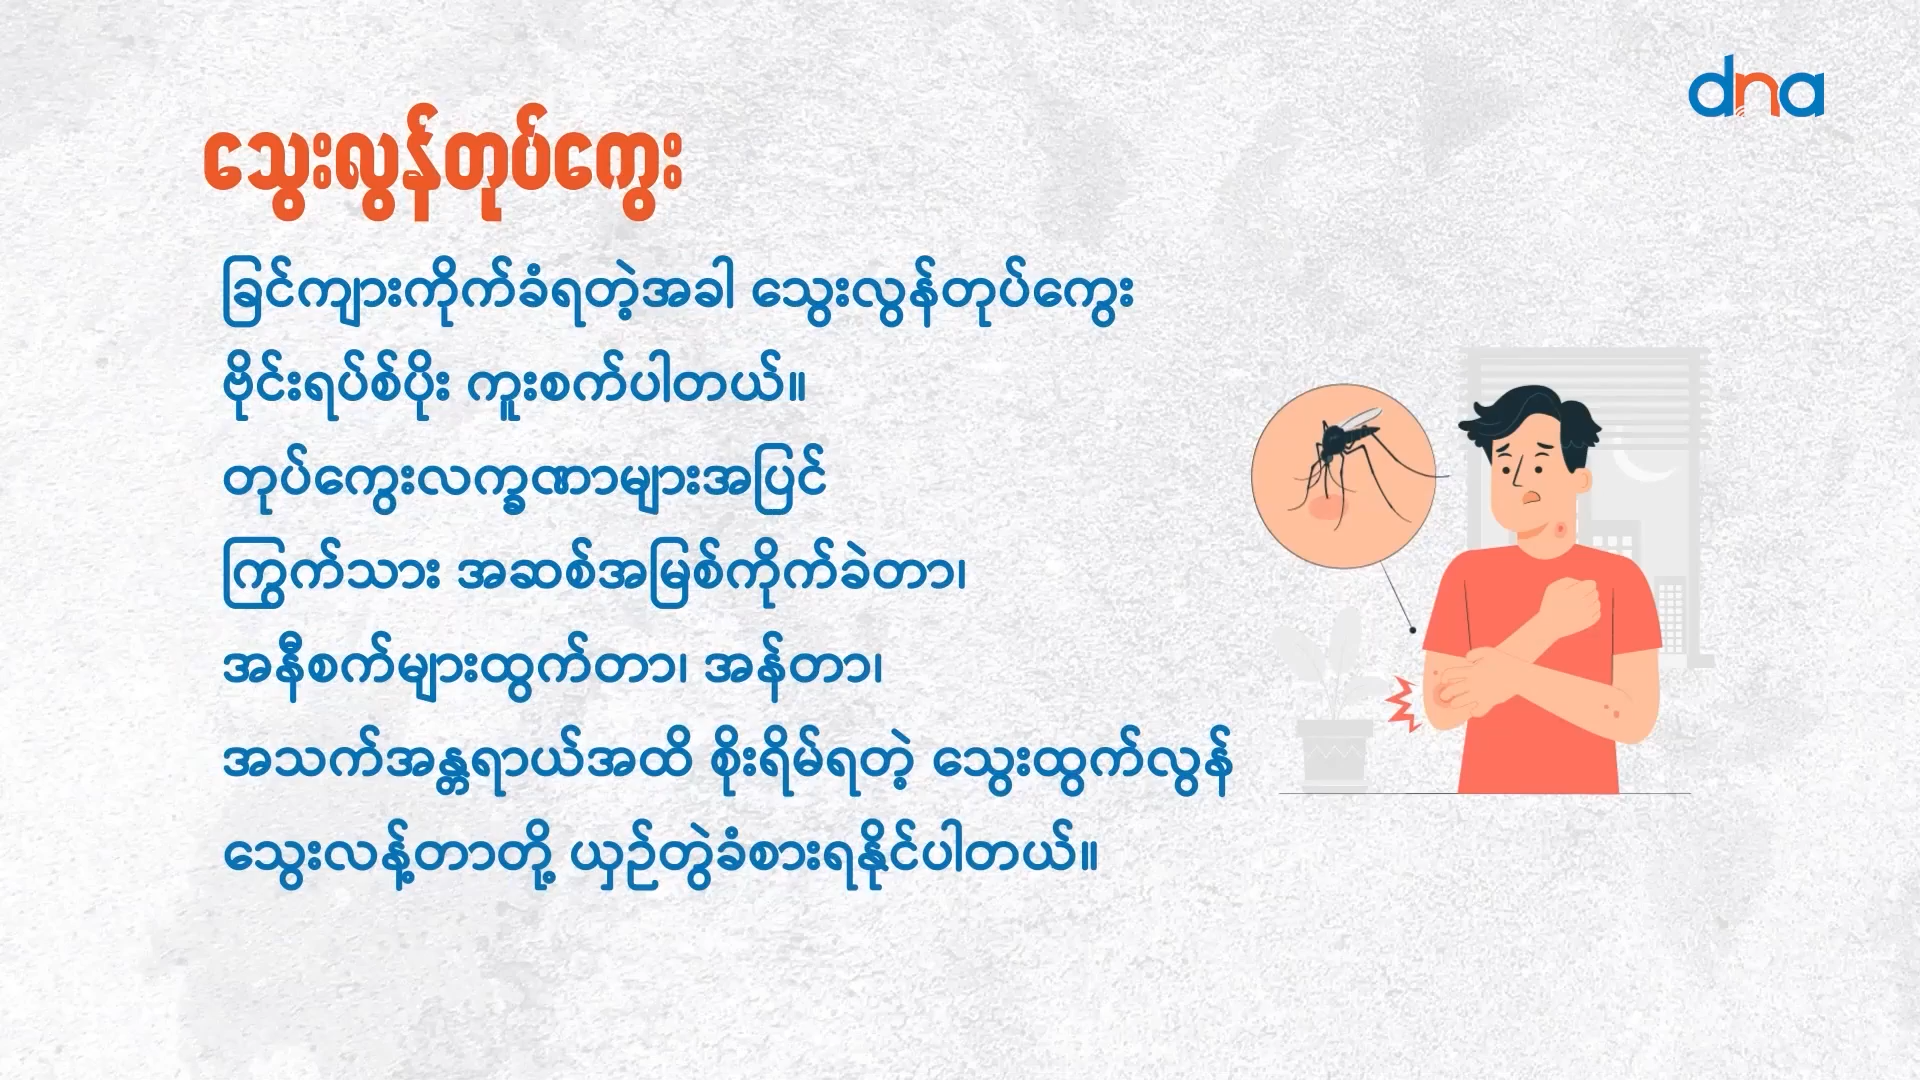 dna
သွေးလွန်တုပ်ကွေး
ခြင်ကျားကိုက်ခံရတဲ့အခါ သွေးလွန်တုပ်ကွေး
ဗိုင်းရပ်စ်ပိုး ကူးစက်ပါတယ်။
တုပ်ကွေးလက္ခဏာများအပြင်
ကြွက်သား အဆစ်အမြစ်ကိုက်ခဲတာ၊
အနီစက်များထွက်တာ၊ အန်တာ၊
အသက်အန္တရာယ်အထိ စိုးရိမ်ရတဲ့ သွေးထွက်လွန်
သွေးလန့်တာတို့ ယှဉ်တွဲခံစားရနိုင်ပါတယ်။